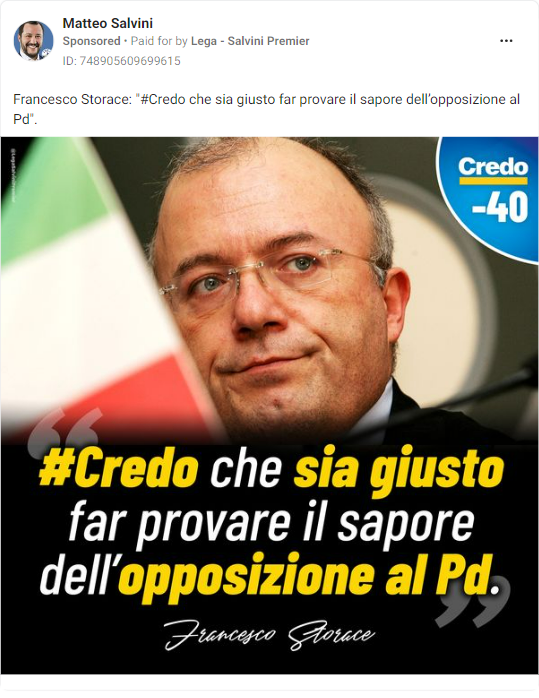 Matteo Salvini
Sponsored • Paid for by Lega - Salvini Premier
ID: 748905609699615
Francesco Storace: "#Credo che sia giusto far provare il sapore dell'opposizione al
Pd".
Credo
-40
“
#Credo che sia giusto
far provare il sapore
dell'opposizione al Pd.
”
Francesco Storace